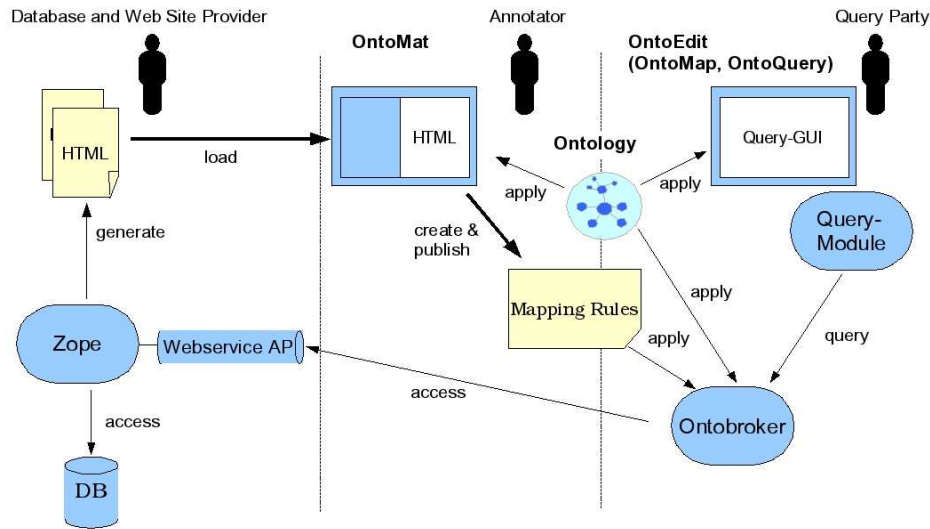 Database and Web Site Provider
Annotator
Query Party
OntoMat
OntoEdit
(OntoMap, OntoQuery)
HTML
load
HTML
Query-GUI
Ontology
apply
apply
generate
create &
publish
Query-
Module
Mapping Rules
apply
apply
query
Zope
Webservice AP
access
access
Ontobroker
DB